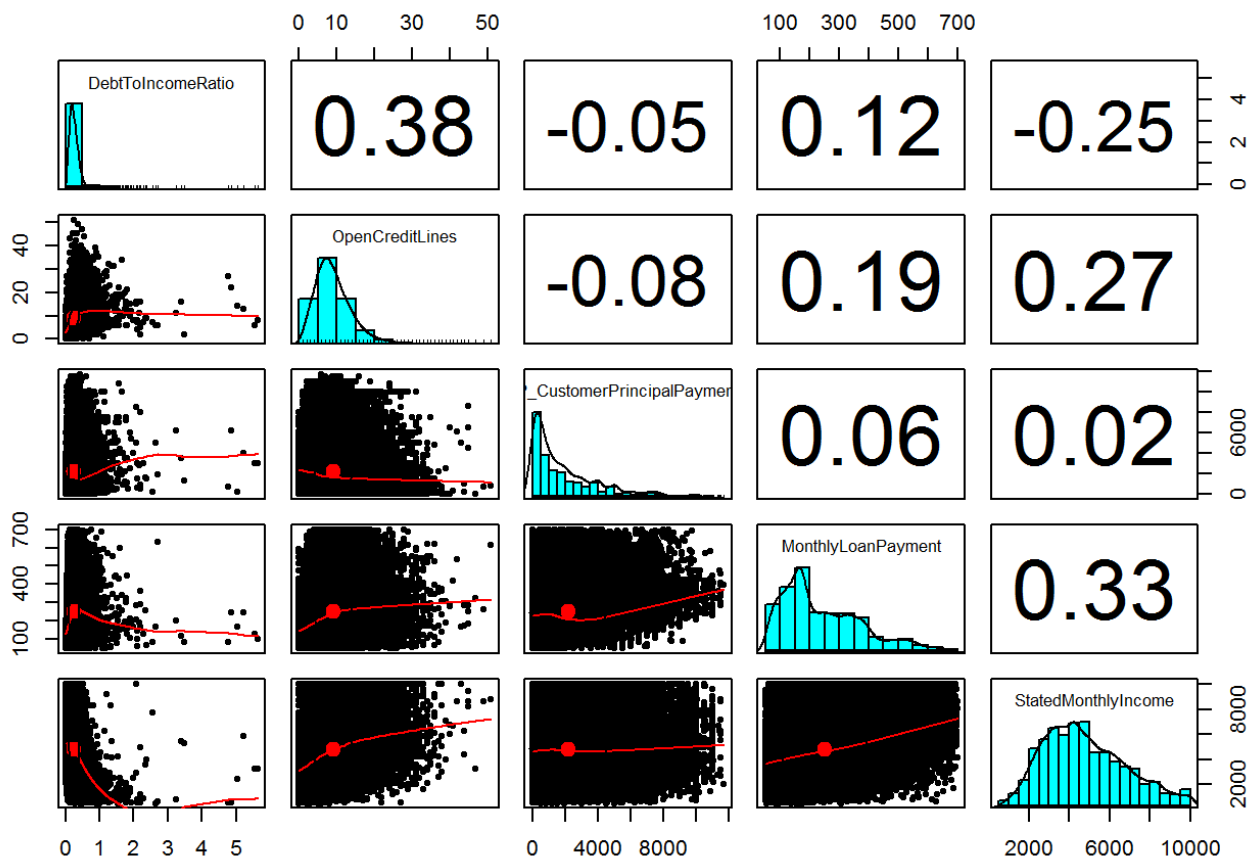 0 10 30 50 100 300 500 700
DebtToIncomeRatio 0.38 -0.05 0.12 -0.25 0 2 4
0 20 40 OpenCreditLines -0.08 0.19 0.27
_CustomerPrincipalPaymen 0.06 0.02 0 6000
100 400 700 MonthlyLoanPayment 0.33
StatedMonthlyIncome 2000 8000
0 1 2 3 4 5 0 4000 8000 2000 6000 10000